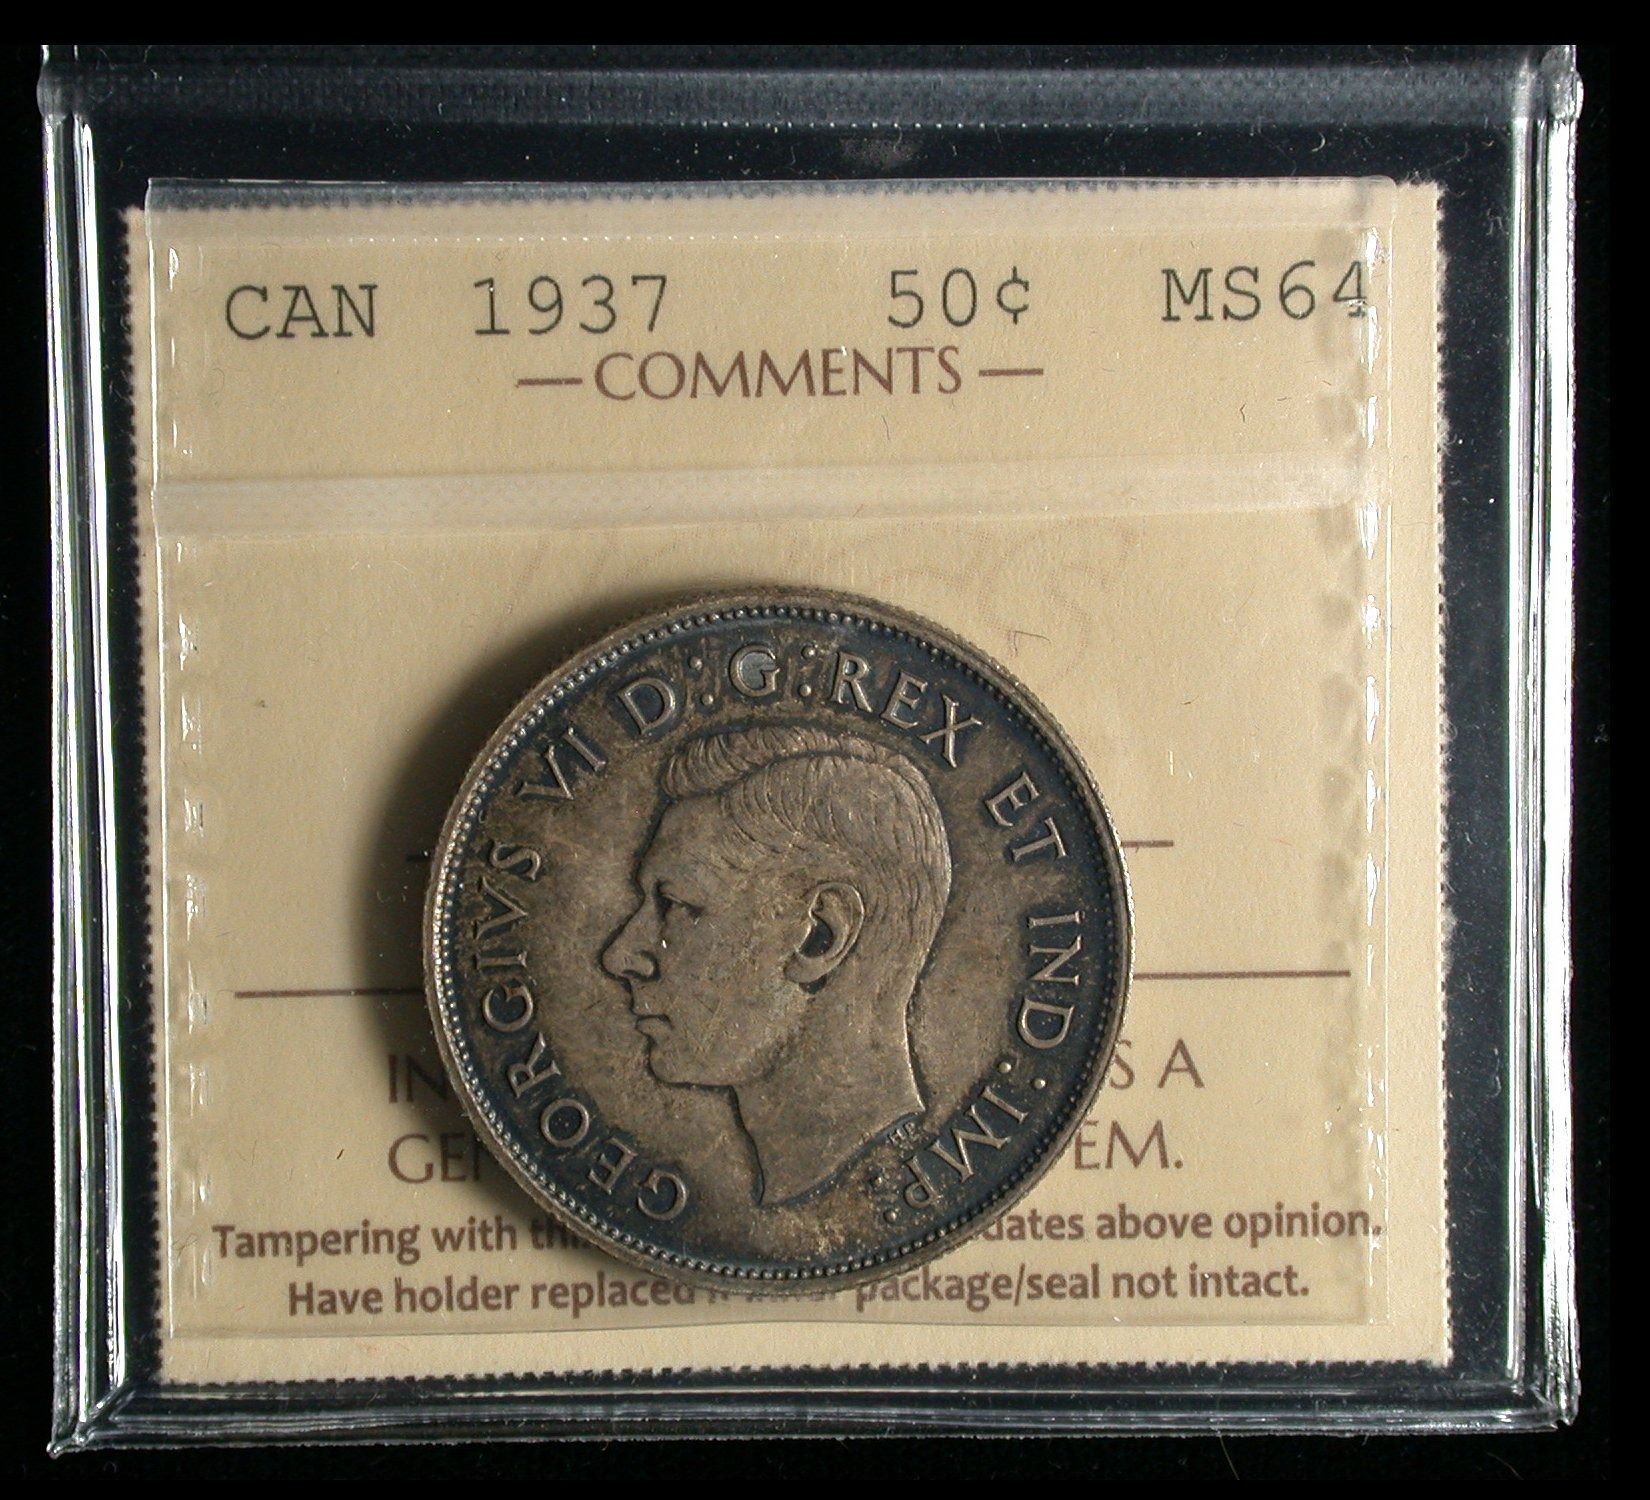 CAN 1937 50¢ MS64
—COMMENTS—
GEORGIVS VI D:G:REX ET IND:IMP:
HP
IN S A
GE EM.
Tampering with th dates above opinion.
Have holder replaced package/seal not intact.